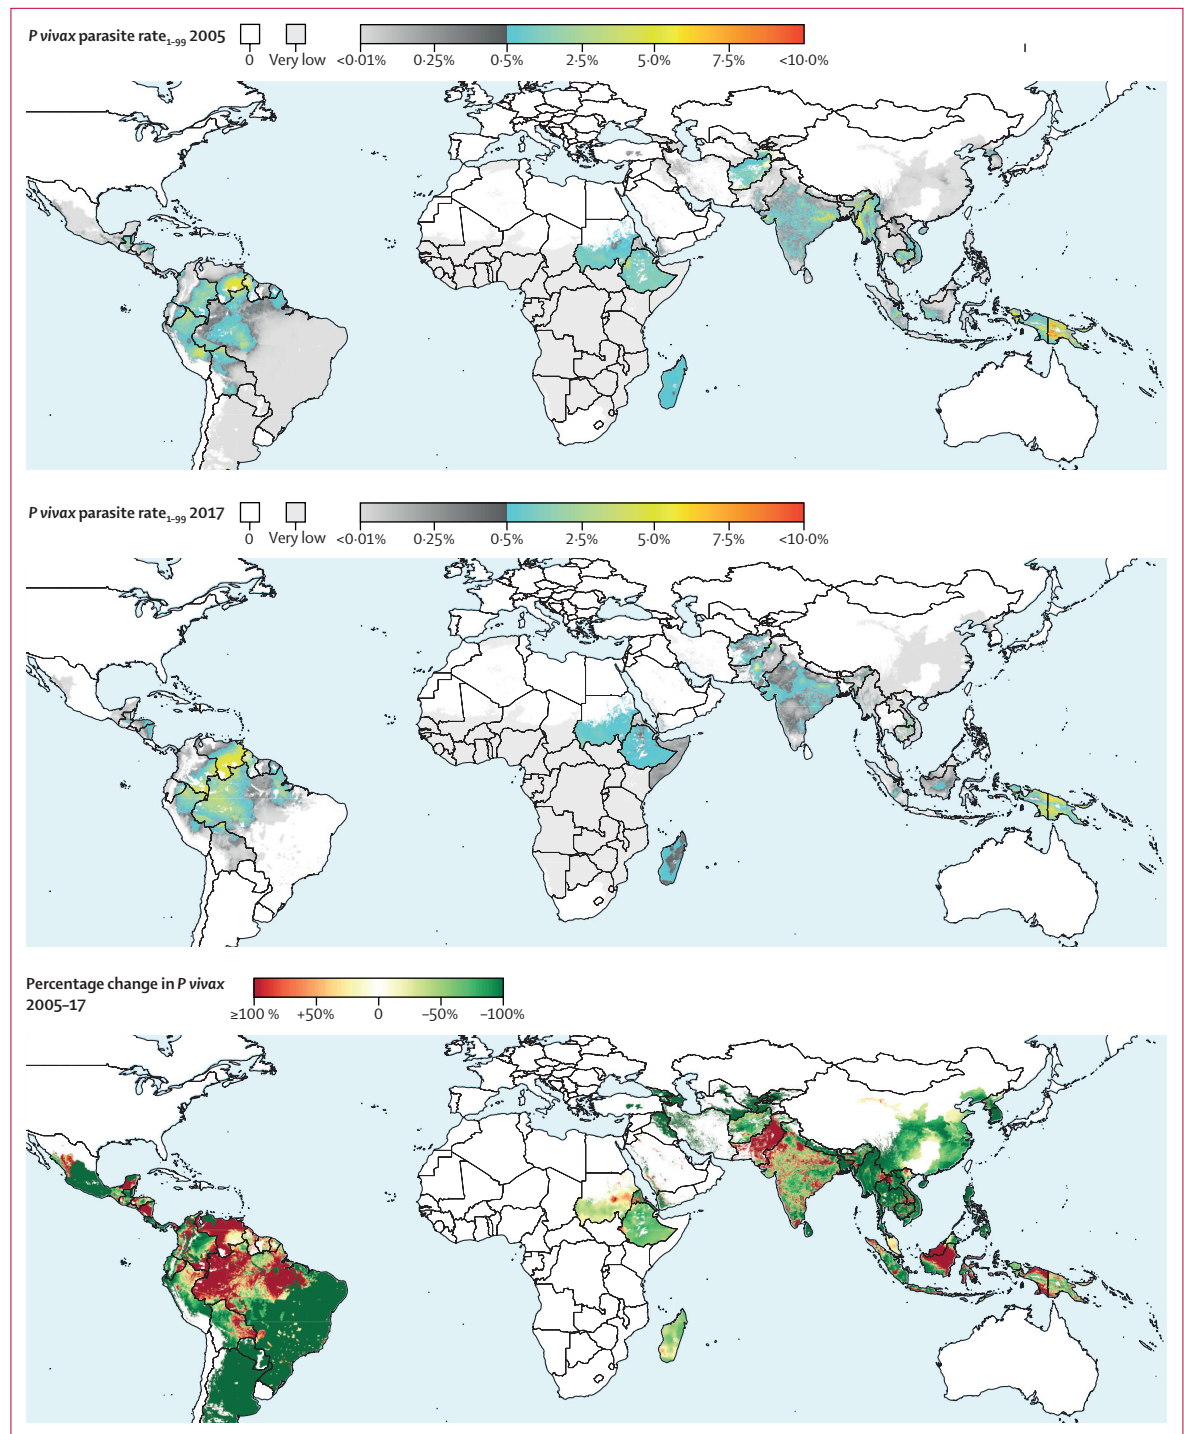 P vivax parasite rate₁₋₉₉ 2005
0 Very low <0·01% 0·25% 0·5% 2·5% 5·0% 7·5% <10·0%
P vivax parasite rate₁₋₉₉ 2017
0 Very low <0·01% 0·25% 0·5% 2·5% 5·0% 7·5% <10·0%
Percentage change in P vivax
2005–17
≥100 % +50% 0 –50% –100%